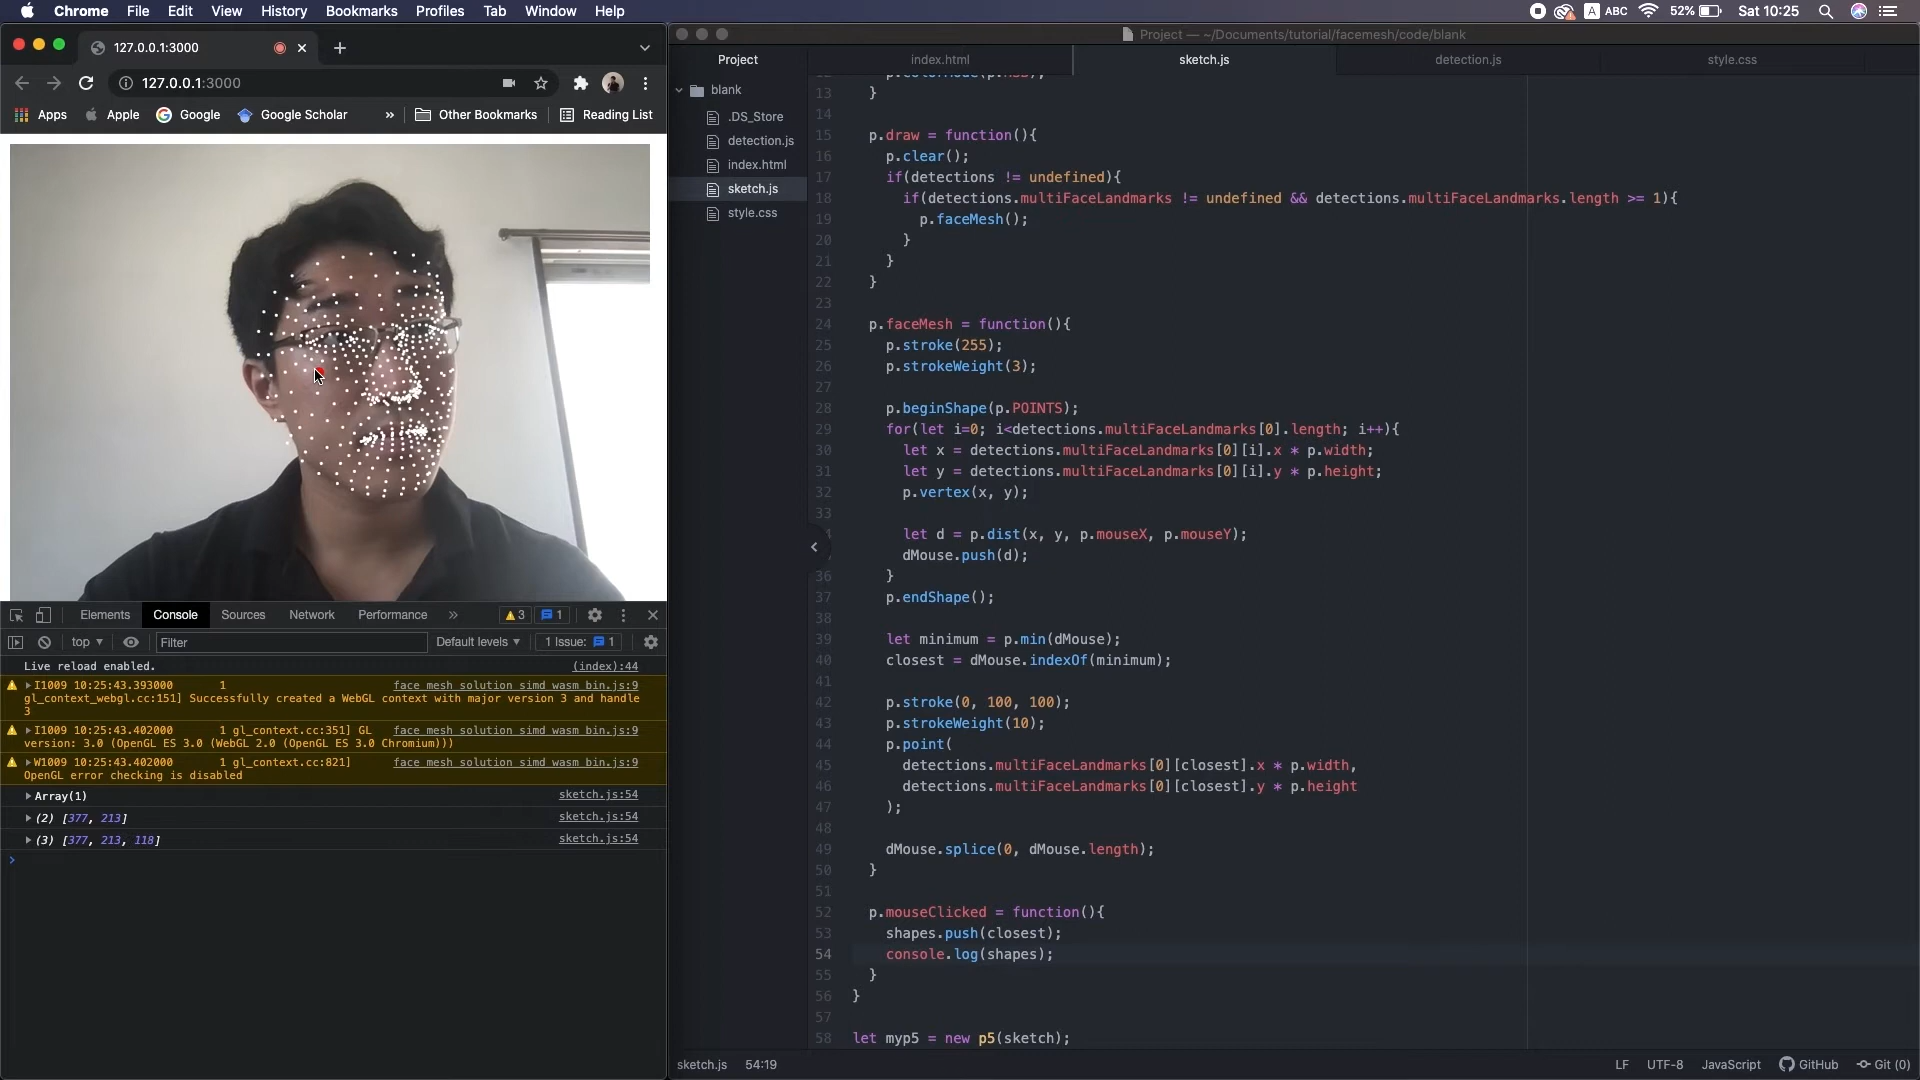 Chrome File Edit View History Bookmarks Profiles Tab Window Help
A ABC 52% Sat 10:25
127.0.0.1:3000
127.0.0.1:3000
Apps Apple Google Google Scholar » Other Bookmarks Reading List
Elements Console Sources Network Performance » 3 1
top Filter Default levels 1 Issue: 1
Live reload enabled. (index):44
I1009 10:25:43.393000 1 face_mesh_solution_simd_wasm_bin.js:9
gl_context_webgl.cc:151] Successfully created a WebGL context with major version 3 and handle
3
I1009 10:25:43.402000 1 gl_context.cc:351] GL face_mesh_solution_simd_wasm_bin.js:9
version: 3.0 (OpenGL ES 3.0 (WebGL 2.0 (OpenGL ES 3.0 Chromium)))
W1009 10:25:43.402000 1 gl_context.cc:821] face_mesh_solution_simd_wasm_bin.js:9
OpenGL error checking is disabled
Array(1) sketch.js:54
(2) [377, 213] sketch.js:54
(3) [377, 213, 118] sketch.js:54
Project — ~/Documents/tutorial/facemesh/code/blank
Project
blank
.DS_Store
detection.js
index.html
sketch.js
style.css
index.html sketch.js detection.js style.css
13 }
14
15 p.draw = function(){
16 p.clear();
17 if(detections != undefined){
18 if(detections.multiFaceLandmarks != undefined && detections.multiFaceLandmarks.length >= 1){
19 p.faceMesh();
20 }
21 }
22 }
23
24 p.faceMesh = function(){
25 p.stroke(255);
26 p.strokeWeight(3);
27
28 p.beginShape(p.POINTS);
29 for(let i=0; i<detections.multiFaceLandmarks[0].length; i++){
30 let x = detections.multiFaceLandmarks[0][i].x * p.width;
31 let y = detections.multiFaceLandmarks[0][i].y * p.height;
32 p.vertex(x, y);
33
let d = p.dist(x, y, p.mouseX, p.mouseY);
dMouse.push(d);
36 }
37 p.endShape();
38
39 let minimum = p.min(dMouse);
40 closest = dMouse.indexOf(minimum);
41
42 p.stroke(0, 100, 100);
43 p.strokeWeight(10);
44 p.point(
45 detections.multiFaceLandmarks[0][closest].x * p.width,
46 detections.multiFaceLandmarks[0][closest].y * p.height
47 );
48
49 dMouse.splice(0, dMouse.length);
50 }
51
52 p.mouseClicked = function(){
53 shapes.push(closest);
54 console.log(shapes);
55 }
56 }
57
58 let myp5 = new p5(sketch);
sketch.js 54:19 LF UTF-8 JavaScript GitHub Git (0)